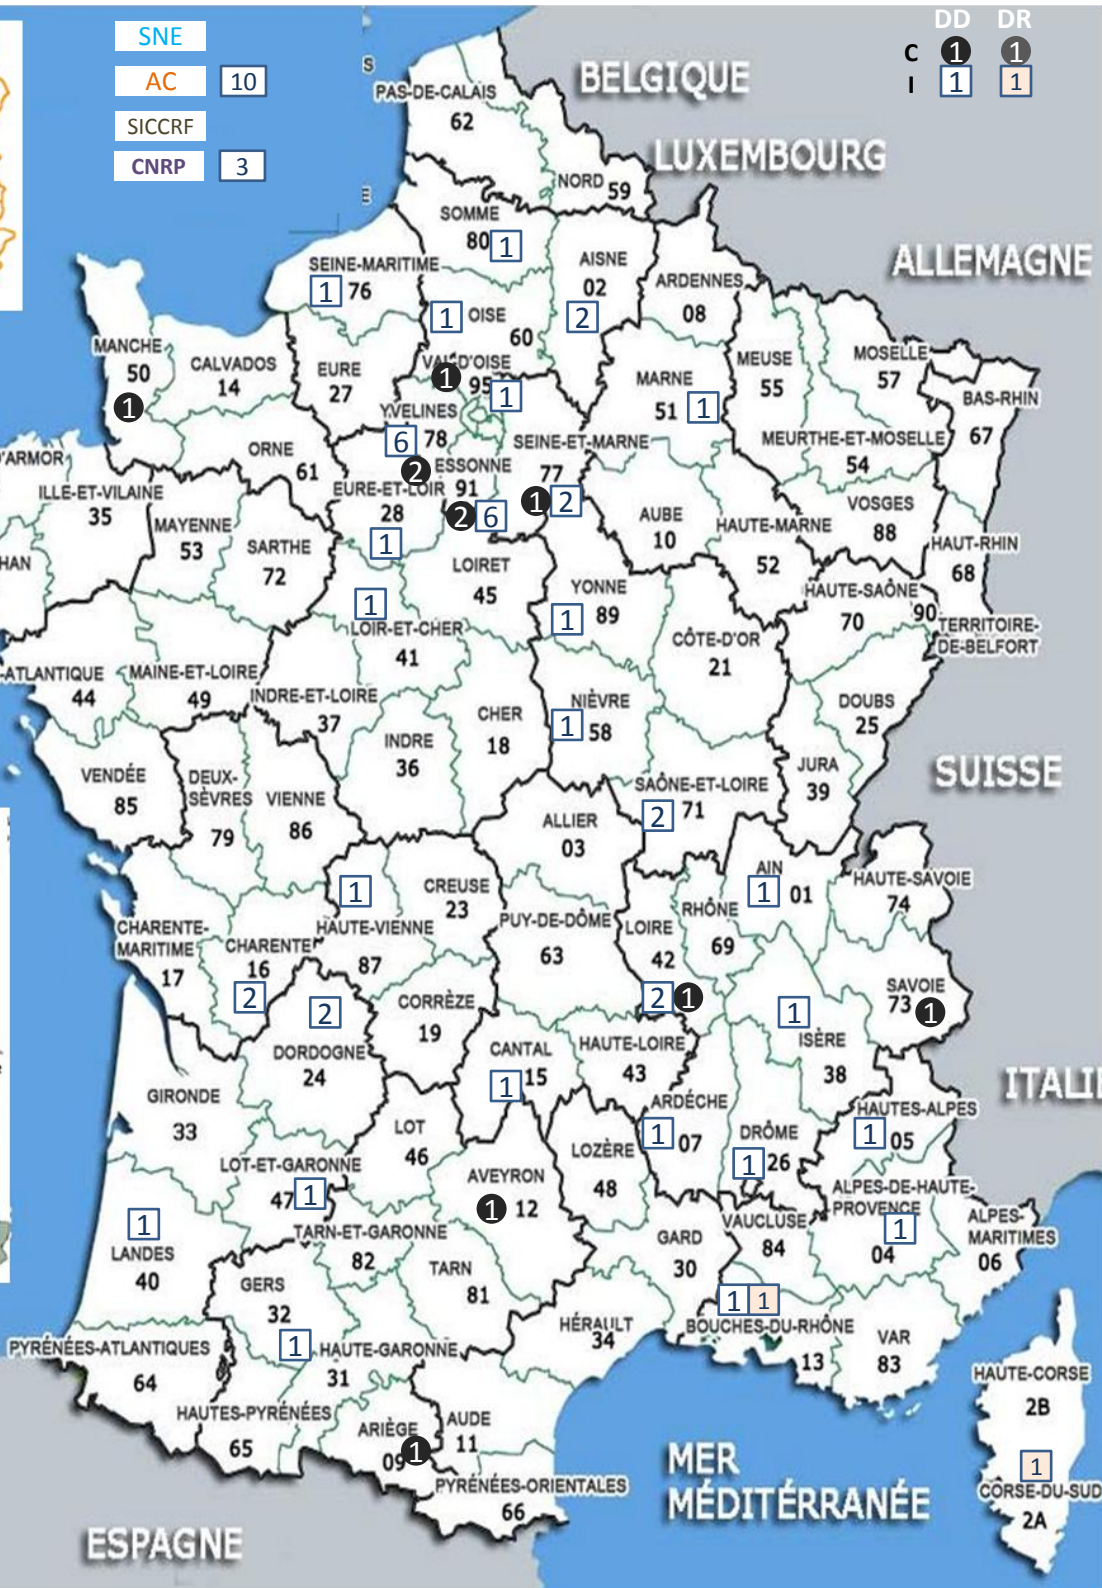 DD DR
C 1 1
I 1 1
SNE
AC 10
SICCRF
CNRP 3
S
E
BELGIQUE
LUXEMBOURG
ALLEMAGNE
SUISSE
ITALIE
ESPAGNE
MER
MÉDITÉRRANÉE
PAS-DE-CALAIS
62
NORD 59
SOMME
80 1
SEINE-MARITIME
1 76
AISNE
02
2
ARDENNES
08
1 OISE
60
MANCHE
50
1
CALVADOS
14
EURE
27
VAL D'OISE
1 95 1
YVELINES
6 78
2
ESSONNE
91
2 6
SEINE-ET-MARNE
77
1 2
MARNE
51 1
MEUSE
55
MOSELLE
57
BAS-RHIN
67
MEURTHE-ET-MOSELLE
54
VOSGES
88
HAUT-RHIN
68
ORNE
61
EURE-ET-LOIR
28
1
D'ARMOR
HAN
ILLE-ET-VILAINE
35
MAYENNE
53
SARTHE
72
LOIRET
45
AUBE
10
HAUTE-MARNE
52
HAUTE-SAÔNE
70
90
TERRITOIRE-
DE-BELFORT
1
LOIR-ET-CHER
41
YONNE
1 89
CÔTE-D'OR
21
DOUBS
25
-ATLANTIQUE
44
MAINE-ET-LOIRE
49
INDRE-ET-LOIRE
37
CHER
18
NIÈVRE
1 58
INDRE
36
JURA
39
VENDÉE
85
DEUX-
SÈVRES
79
VIENNE
86
ALLIER
03
SAÔNE-ET-LOIRE
2 71
AIN
1 01
HAUTE-SAVOIE
74
1
HAUTE-VIENNE
87
CREUSE
23
PUY-DE-DÔME
63
LOIRE
42
2 1
RHÔNE
69
CHARENTE-
MARITIME
17
CHARENTE
16
2
2
DORDOGNE
24
CORRÈZE
19
1
ISÈRE
38
SAVOIE
73 1
CANTAL
1 15
HAUTE-LOIRE
43
GIRONDE
33
ARDÉCHE
1 07
DRÔME
1 26
HAUTES-ALPES
1 05
LOT
46
LOZÈRE
48
LOT-ET-GARONNE
47 1
AVEYRON
1 12
ALPES-DE-HAUTE-
PROVENCE
1
04
ALPES-
MARITIMES
06
1
LANDES
40
TARN-ET-GARONNE
82
TARN
81
GARD
30
VAUCLUSE
84
GERS
32
1 HAUTE-GARONNE
31
HÉRAULT
34
1 1
BOUCHES-DU-RHÔNE
13
VAR
83
PYRÉNÉES-ATLANTIQUES
64
HAUTES-PYRÉNÉES
65
ARIÈGE
09 1
AUDE
11
PYRÉNÉES-ORIENTALES
66
HAUTE-CORSE
2B
1
CORSE-DU-SUD
2A